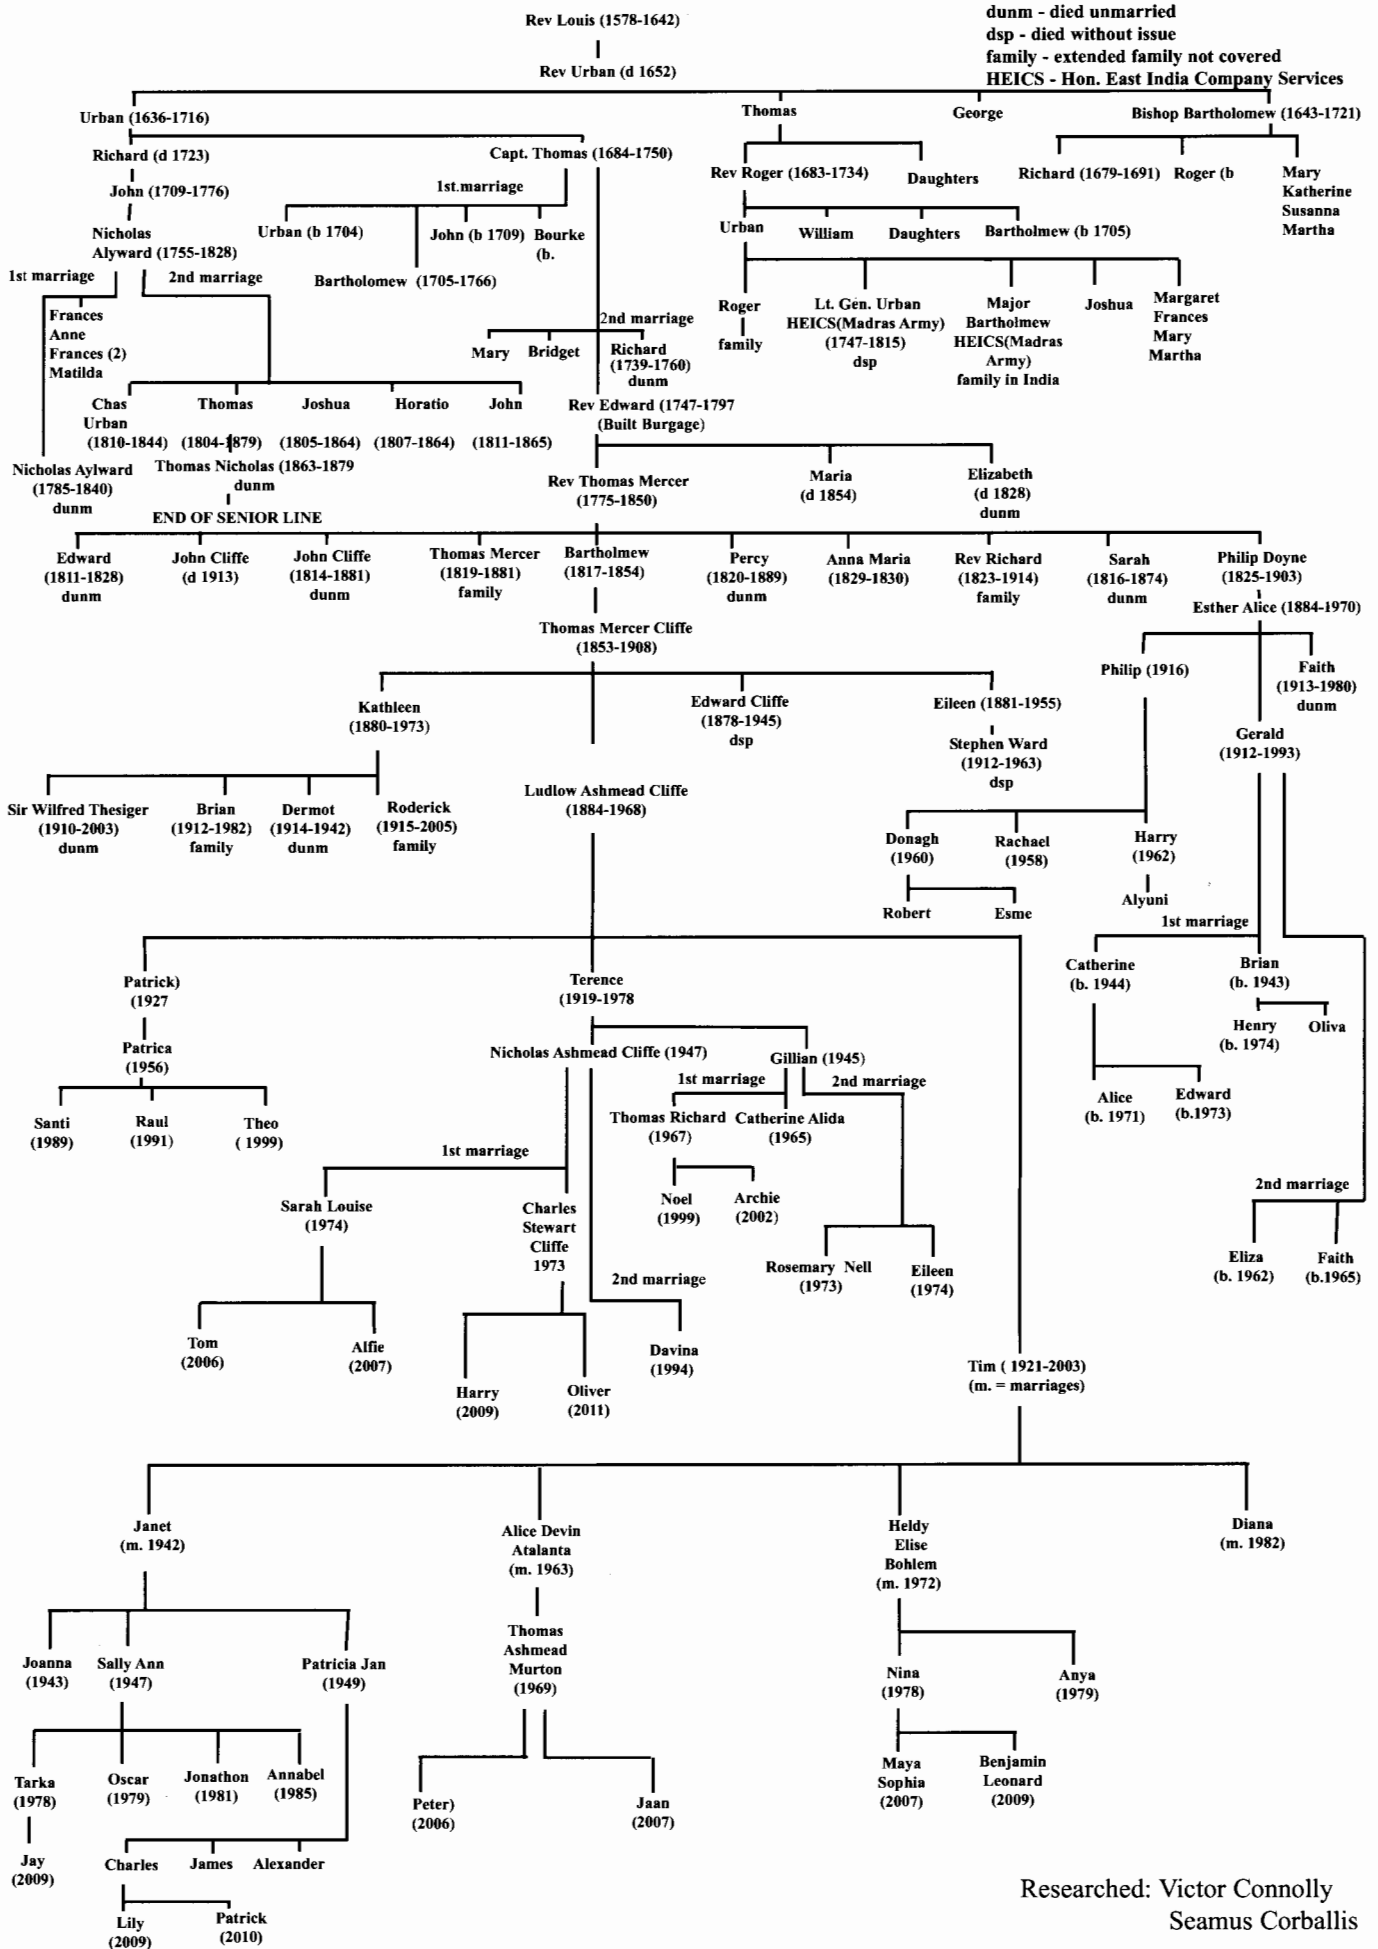 dunm - died unmarried
dsp - died without issue
family - extended family not covered
HEICS - Hon. East India Company Services
Rev Louis (1578-1642)
Rev Urban (d 1652)
Urban (1636-1716)
Thomas
George
Bishop Bartholomew (1643-1721)
Richard (d 1723)
Capt. Thomas (1684-1750)
Rev Roger (1683-1734)
Daughters
Richard (1679-1691)
Roger (b
Mary
Katherine
Susanna
Martha
John (1709-1776)
1st.marriage
Urban (b 1704)
Bartholomew (1705-1766)
John (b 1709)
Bourke
(b.
Urban
William
Daughters
Bartholmew (b 1705)
Nicholas
Alyward (1755-1828)
1st marriage
2nd marriage
Frances
Anne
Frances (2)
Matilda
2nd marriage
Mary
Bridget
Richard
(1739-1760)
dunm
Roger
family
Lt. Gen. Urban
HEICS(Madras Army)
(1747-1815)
dsp
Major
Bartholmew
HEICS(Madras
Army)
family in India
Joshua
Margaret
Frances
Mary
Martha
Chas
Urban
(1810-1844)
Thomas
(1804-1879)
Joshua
(1805-1864)
Horatio
(1807-1864)
John
(1811-1865)
Rev Edward (1747-1797
(Built Burgage)
Nicholas Aylward
(1785-1840)
dunm
Thomas Nicholas (1863-1879
dunm
END OF SENIOR LINE
Rev Thomas Mercer
(1775-1850)
Maria
(d 1854)
Elizabeth
(d 1828)
dunm
Edward
(1811-1828)
dunm
John Cliffe
(d 1913)
John Cliffe
(1814-1881)
dunm
Thomas Mercer
(1819-1881)
family
Bartholmew
(1817-1854)
Percy
(1820-1889)
dunm
Anna Maria
(1829-1830)
Rev Richard
(1823-1914)
family
Sarah
(1816-1874)
dunm
Philip Doyne
(1825-1903)
Esther Alice (1884-1970)
Thomas Mercer Cliffe
(1853-1908)
Philip (1916)
Faith
(1913-1980)
dunm
Gerald
(1912-1993)
Kathleen
(1880-1973)
Edward Cliffe
(1878-1945)
dsp
Eileen (1881-1955)
Stephen Ward
(1912-1963)
dsp
Sir Wilfred Thesiger
(1910-2003)
dunm
Brian
(1912-1982)
family
Dermot
(1914-1942)
dunm
Roderick
(1915-2005)
family
Ludlow Ashmead Cliffe
(1884-1968)
Donagh
(1960)
Rachael
(1958)
Harry
(1962)
Alyuni
Robert
Esme
1st marriage
Catherine
(b. 1944)
Brian
(b. 1943)
Henry
(b. 1974)
Oliva
Alice
(b. 1971)
Edward
(b.1973)
2nd marriage
Eliza
(b. 1962)
Faith
(b.1965)
Patrick)
(1927
Patrica
(1956)
Santi
(1989)
Raul
(1991)
Theo
( 1999)
Terence
(1919-1978
Nicholas Ashmead Cliffe (1947)
Gillian (1945)
1st marriage
2nd marriage
Thomas Richard
(1967)
Catherine Alida
(1965)
Noel
(1999)
Archie
(2002)
Rosemary Nell
(1973)
Eileen
(1974)
1st marriage
Sarah Louise
(1974)
Charles
Stewart
Cliffe
1973
2nd marriage
Tom
(2006)
Alfie
(2007)
Harry
(2009)
Oliver
(2011)
Davina
(1994)
Tim ( 1921-2003)
(m. = marriages)
Janet
(m. 1942)
Alice Devin
Atalanta
(m. 1963)
Heldy
Elise
Bohlem
(m. 1972)
Diana
(m. 1982)
Joanna
(1943)
Sally Ann
(1947)
Patricia Jan
(1949)
Thomas
Ashmead
Murton
(1969)
Nina
(1978)
Anya
(1979)
Tarka
(1978)
Oscar
(1979)
Jonathon
(1981)
Annabel
(1985)
Peter)
(2006)
Jaan
(2007)
Maya
Sophia
(2007)
Benjamin
Leonard
(2009)
Jay
(2009)
Charles
James
Alexander
Lily
(2009)
Patrick
(2010)
Researched: Victor Connolly
Seamus Corballis